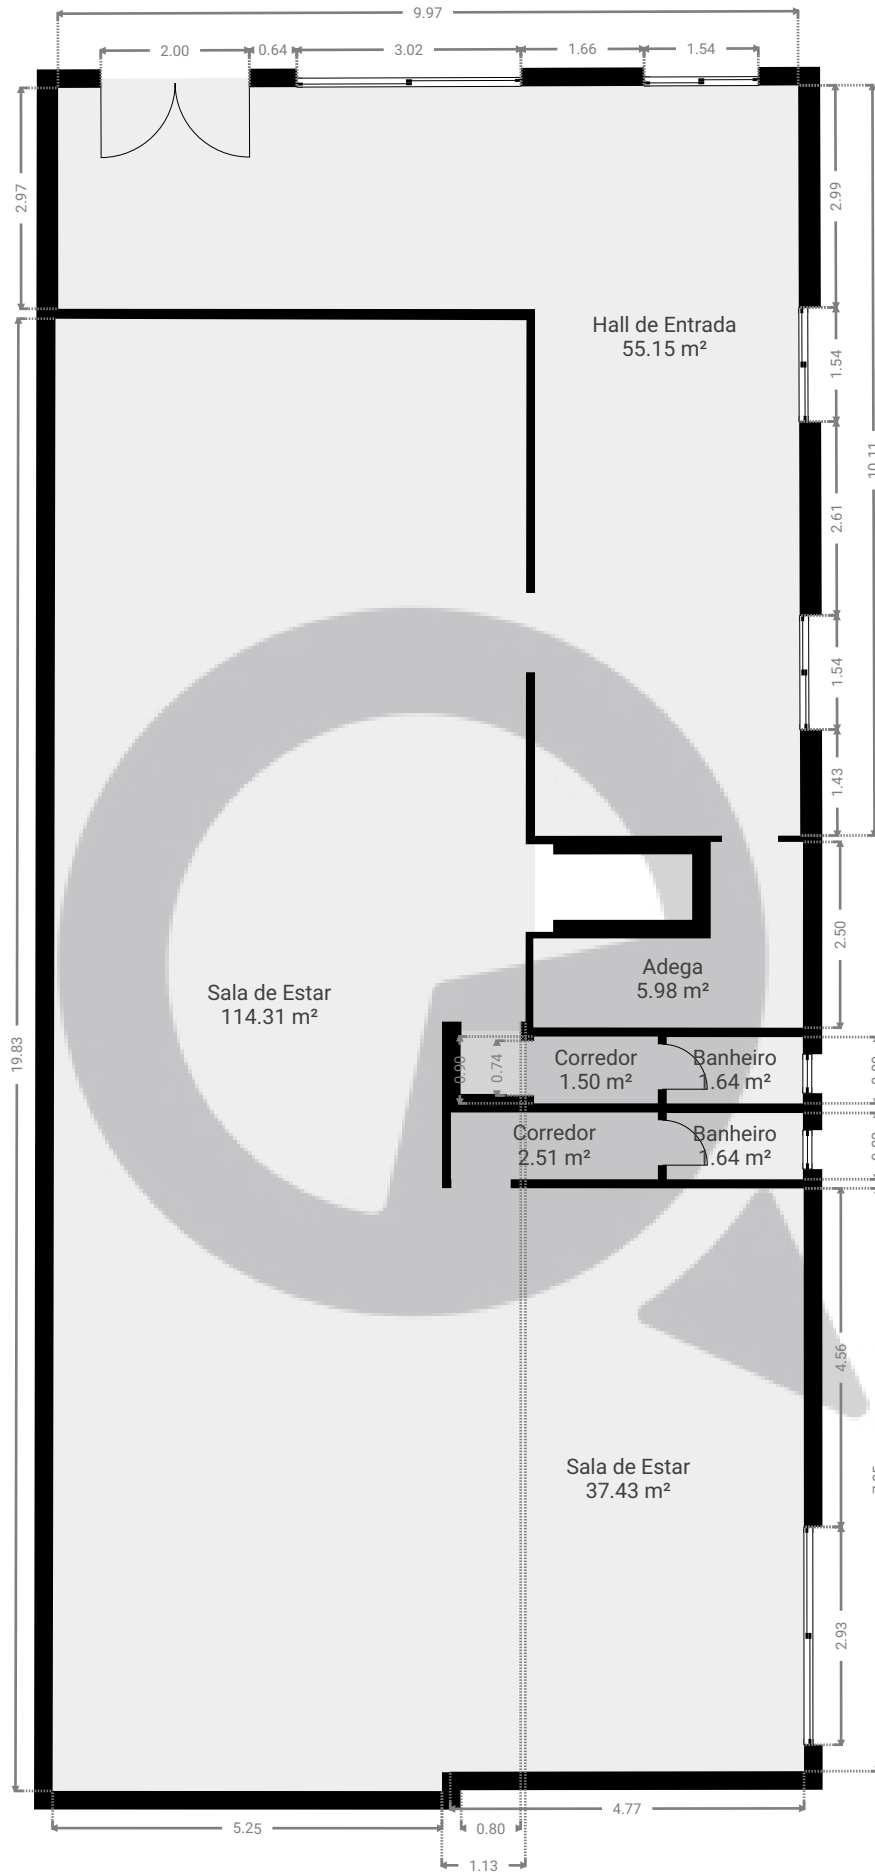 9.97
2.00
0.64
3.02
1.66
1.54
2.97
2.99
Hall de Entrada
55.15 m²
1.54
10.11
2.61
1.54
1.43
2.50
Adega
5.98 m²
Sala de Estar
114.31 m²
19.83
0.90
0.74
Corredor
1.50 m²
Banheiro
1.64 m²
Corredor
2.51 m²
Banheiro
1.64 m²
4.56
Sala de Estar
37.43 m²
2.93
4.77
5.25
0.80
1.13